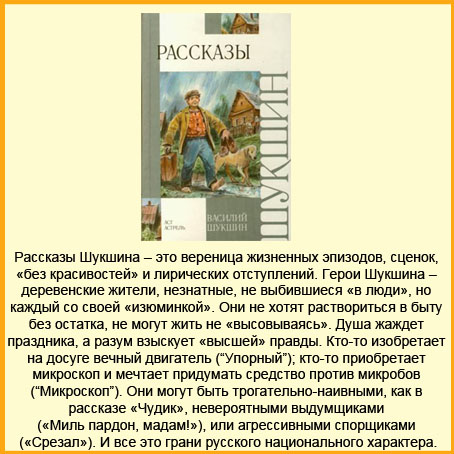 РАССКАЗЫ
ШУКШИН
АСТ
АСТРЕЛЬ
ВАСИЛИЙ
ШУКШИН
Рассказы Шукшина – это вереница жизненных эпизодов, сценок,
«без красивостей» и лирических отступлений. Герои Шукшина –
деревенские жители, незнатные, не выбившиеся «в люди», но
каждый со своей «изюминкой». Они не хотят раствориться в быту
без остатка, не могут жить не «высовываясь». Душа жаждет
праздника, а разум взыскует «высшей» правды. Кто-то изобретает
на досуге вечный двигатель (“Упорный”); кто-то приобретает
микроскоп и мечтает придумать средство против микробов
(“Микроскоп”). Они могут быть трогательно-наивными, как в
рассказе «Чудик», невероятными выдумщиками
(«Миль пардон, мадам!»), или агрессивными спорщиками
(«Срезал»). И все это грани русского национального характера.